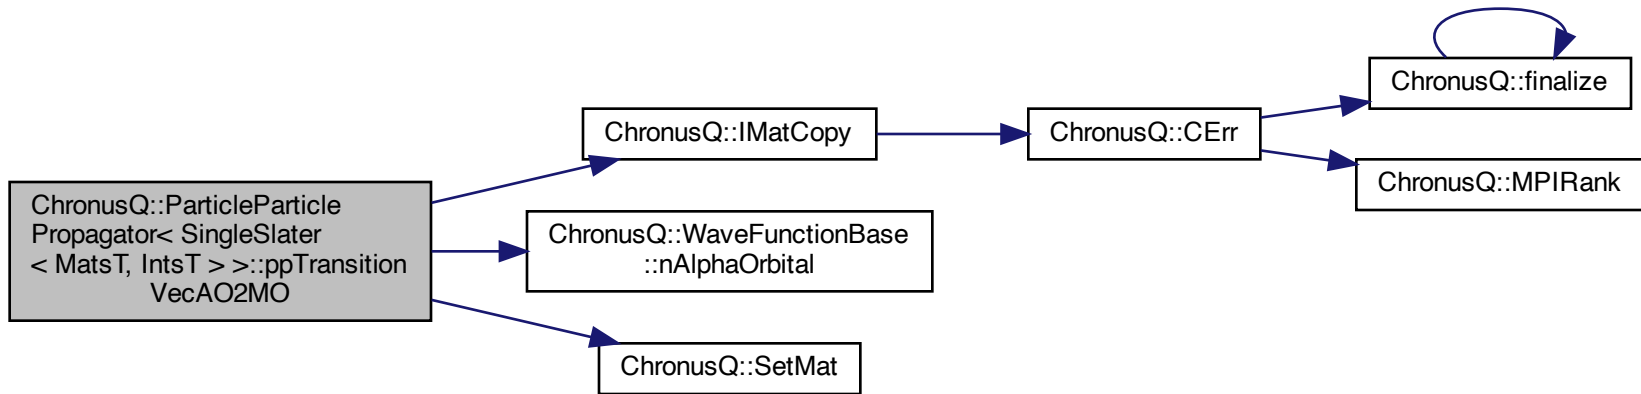 ChronusQ::ParticleParticle
Propagator< SingleSlater
< MatsT, IntsT > >::ppTransition
VecAO2MO
ChronusQ::IMatCopy
ChronusQ::WaveFunctionBase
::nAlphaOrbital
ChronusQ::SetMat
ChronusQ::CErr
ChronusQ::finalize
ChronusQ::MPIRank